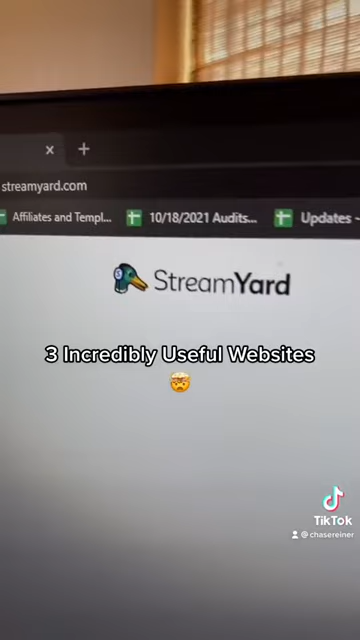 streamyard.com
Affiliates and Templ... 10/18/2021 Audits... Updates -
StreamYard
3 Incredibly Useful Websites
🤯
TikTok
@chasereiner